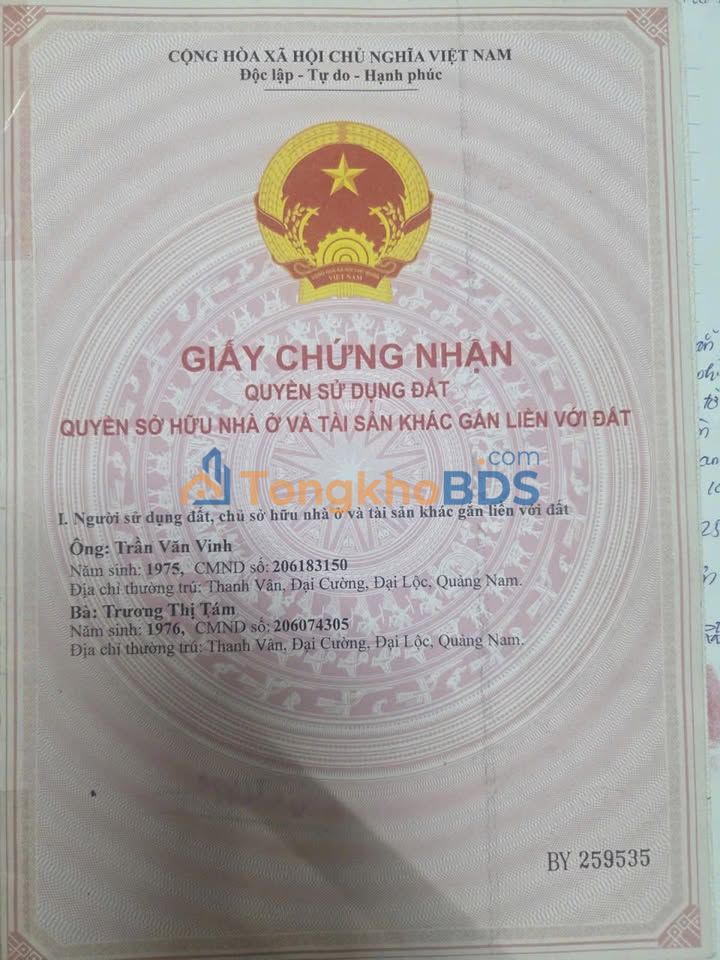 CỘNG HÒA XÃ HỘI CHỦ NGHĨA VIỆT NAM
Độc lập - Tự do - Hạnh phúc
VIỆT NAM
GIẤY CHỨNG NHẬN
QUYỀN SỬ DỤNG ĐẤT
QUYỀN SỞ HỮU NHÀ Ở VÀ TÀI SẢN KHÁC GẮN LIỀN VỚI ĐẤT
TongkhoBDS.com
I. Người sử dụng đất, chủ sở hữu nhà ở và tài sản khác gắn liền với đất
Ông: Trần Văn Vinh
Năm sinh: 1975, CMND số: 206183150
Địa chỉ thường trú: Thanh Vân, Đại Cường, Đại Lộc, Quảng Nam.
Bà: Trương Thị Tám
Năm sinh: 1976, CMND số: 206074305
Địa chỉ thường trú: Thanh Vân, Đại Cường, Đại Lộc, Quảng Nam.
BY 259535